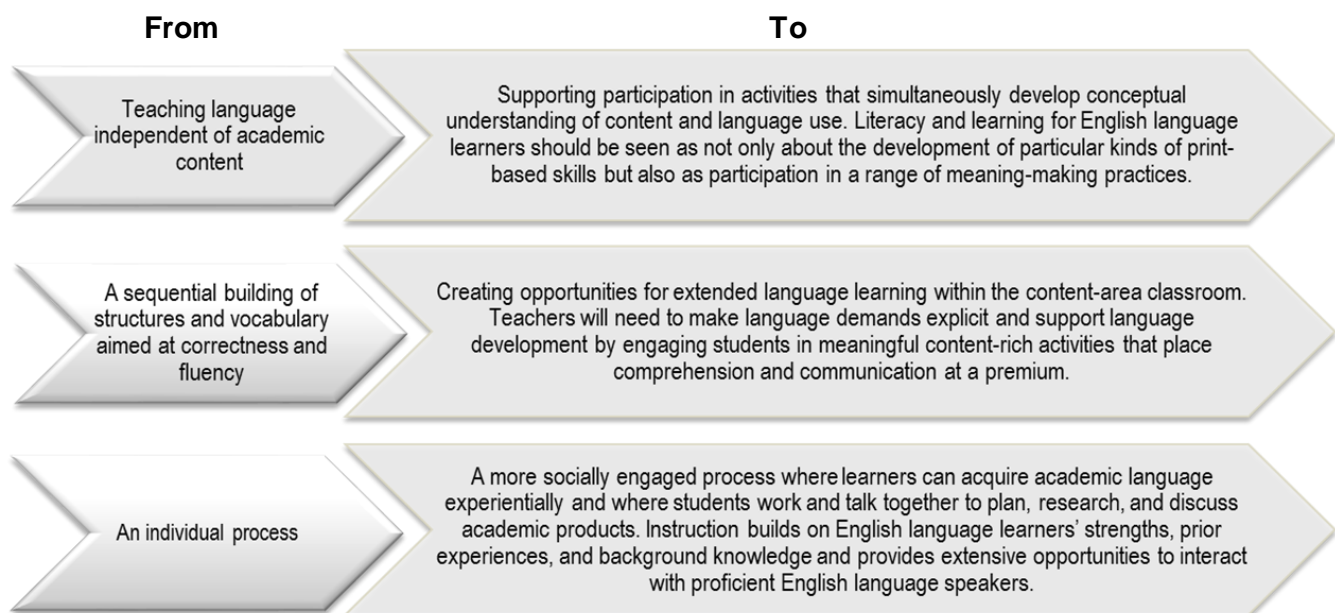 From
To
Teaching language
independent of academic
content
Supporting participation in activities that simultaneously develop conceptual
understanding of content and language use. Literacy and learning for English language
learners should be seen as not only about the development of particular kinds of print-
based skills but also as participation in a range of meaning-making practices.
A sequential building of
structures and vocabulary
aimed at correctness and
fluency
Creating opportunities for extended language learning within the content-area classroom.
Teachers will need to make language demands explicit and support language
development by engaging students in meaningful content-rich activities that place
comprehension and communication at a premium.
An individual process
A more socially engaged process where learners can acquire academic language
experientially and where students work and talk together to plan, research, and discuss
academic products. Instruction builds on English language learners' strengths, prior
experiences, and background knowledge and provides extensive opportunities to interact
with proficient English language speakers.